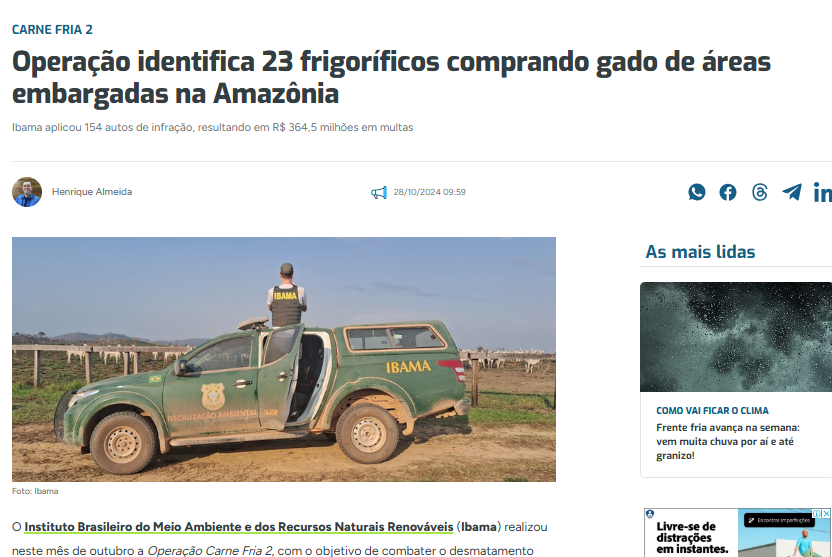 CARNE FRIA 2
Operação identifica 23 frigoríficos comprando gado de áreas
embargadas na Amazônia
Ibama aplicou 154 autos de infração, resultando em R$ 364,5 milhões em multas
Henrique Almeida
28/10/2024 09:59
IBAMA
IBAMA
FISCALIZAÇÃO AMBIENTAL
Foto: Ibama
O Instituto Brasileiro do Meio Ambiente e dos Recursos Naturais Renováveis (Ibama) realizou
neste mês de outubro a Operação Carne Fria 2, com o objetivo de combater o desmatamento
As mais lidas
COMO VAI FICAR O CLIMA
Frente fria avança na semana:
vem muita chuva por aí e até
granizo!
Livre-se de
distrações
em instantes.
Encontrar imperfeições